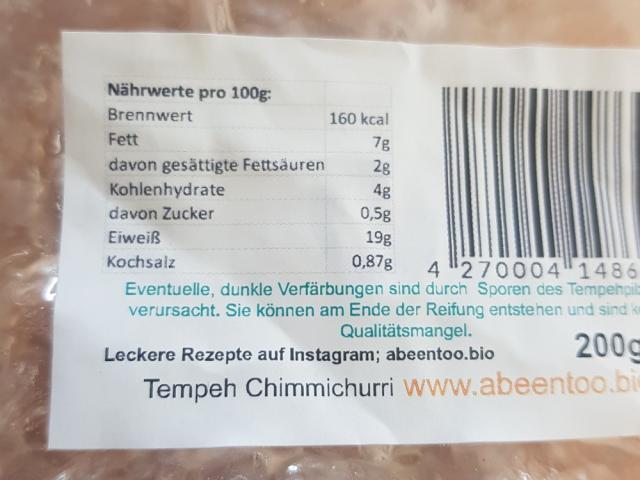 Nährwerte pro 100g:
Brennwert 160 kcal
Fett 7g
davon gesättigte Fettsäuren 2g
Kohlenhydrate 4g
davon Zucker 0,5g
Eiweiß 19g
Kochsalz 0,87g
4 270004 1486
Eventuelle, dunkle Verfärbungen sind durch Sporen des
verursacht. Sie können am Ende der Reifung entstehen und sind
Qualitätsmangel.
200g
Leckere Rezepte auf Instagram; abeentoo.bio
Tempeh Chimmichurri www.abeentoo.bi